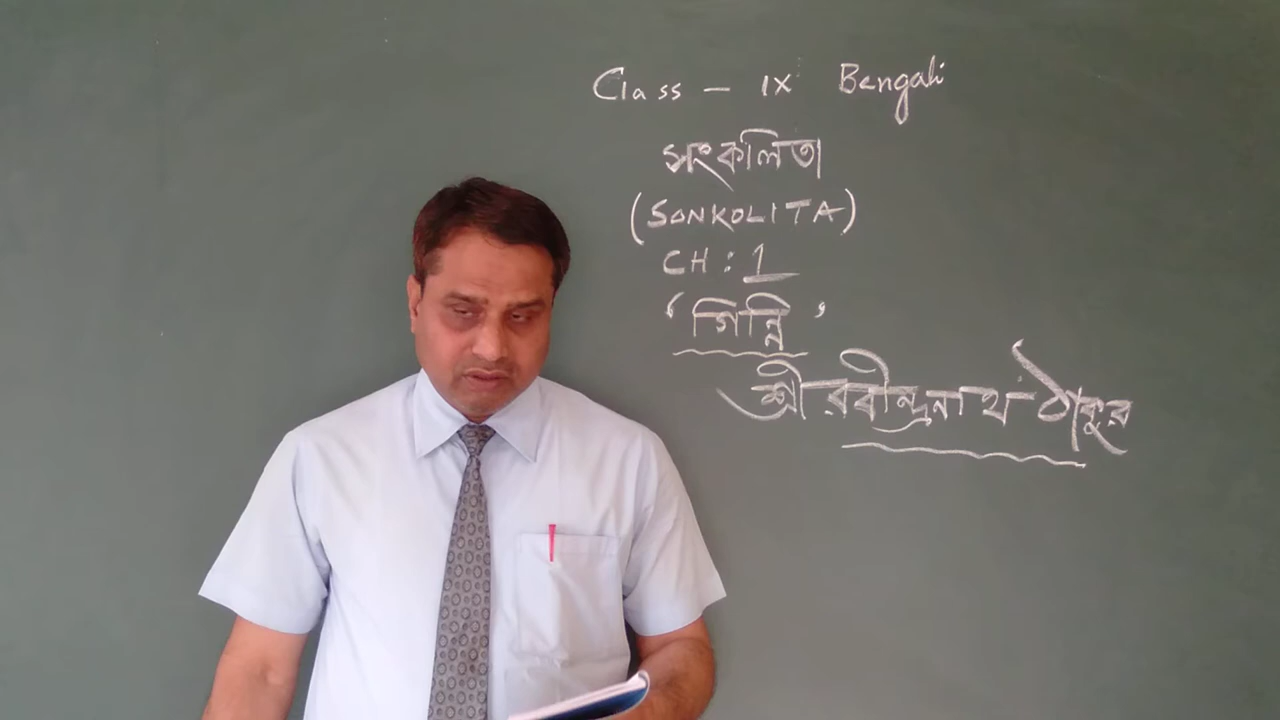 Class - IX Bengali
সংকলিতা
(SONKOLITA)
CH : 1
‘গিন্নি’
শ্রী রবীন্দ্রনাথ ঠাকুর